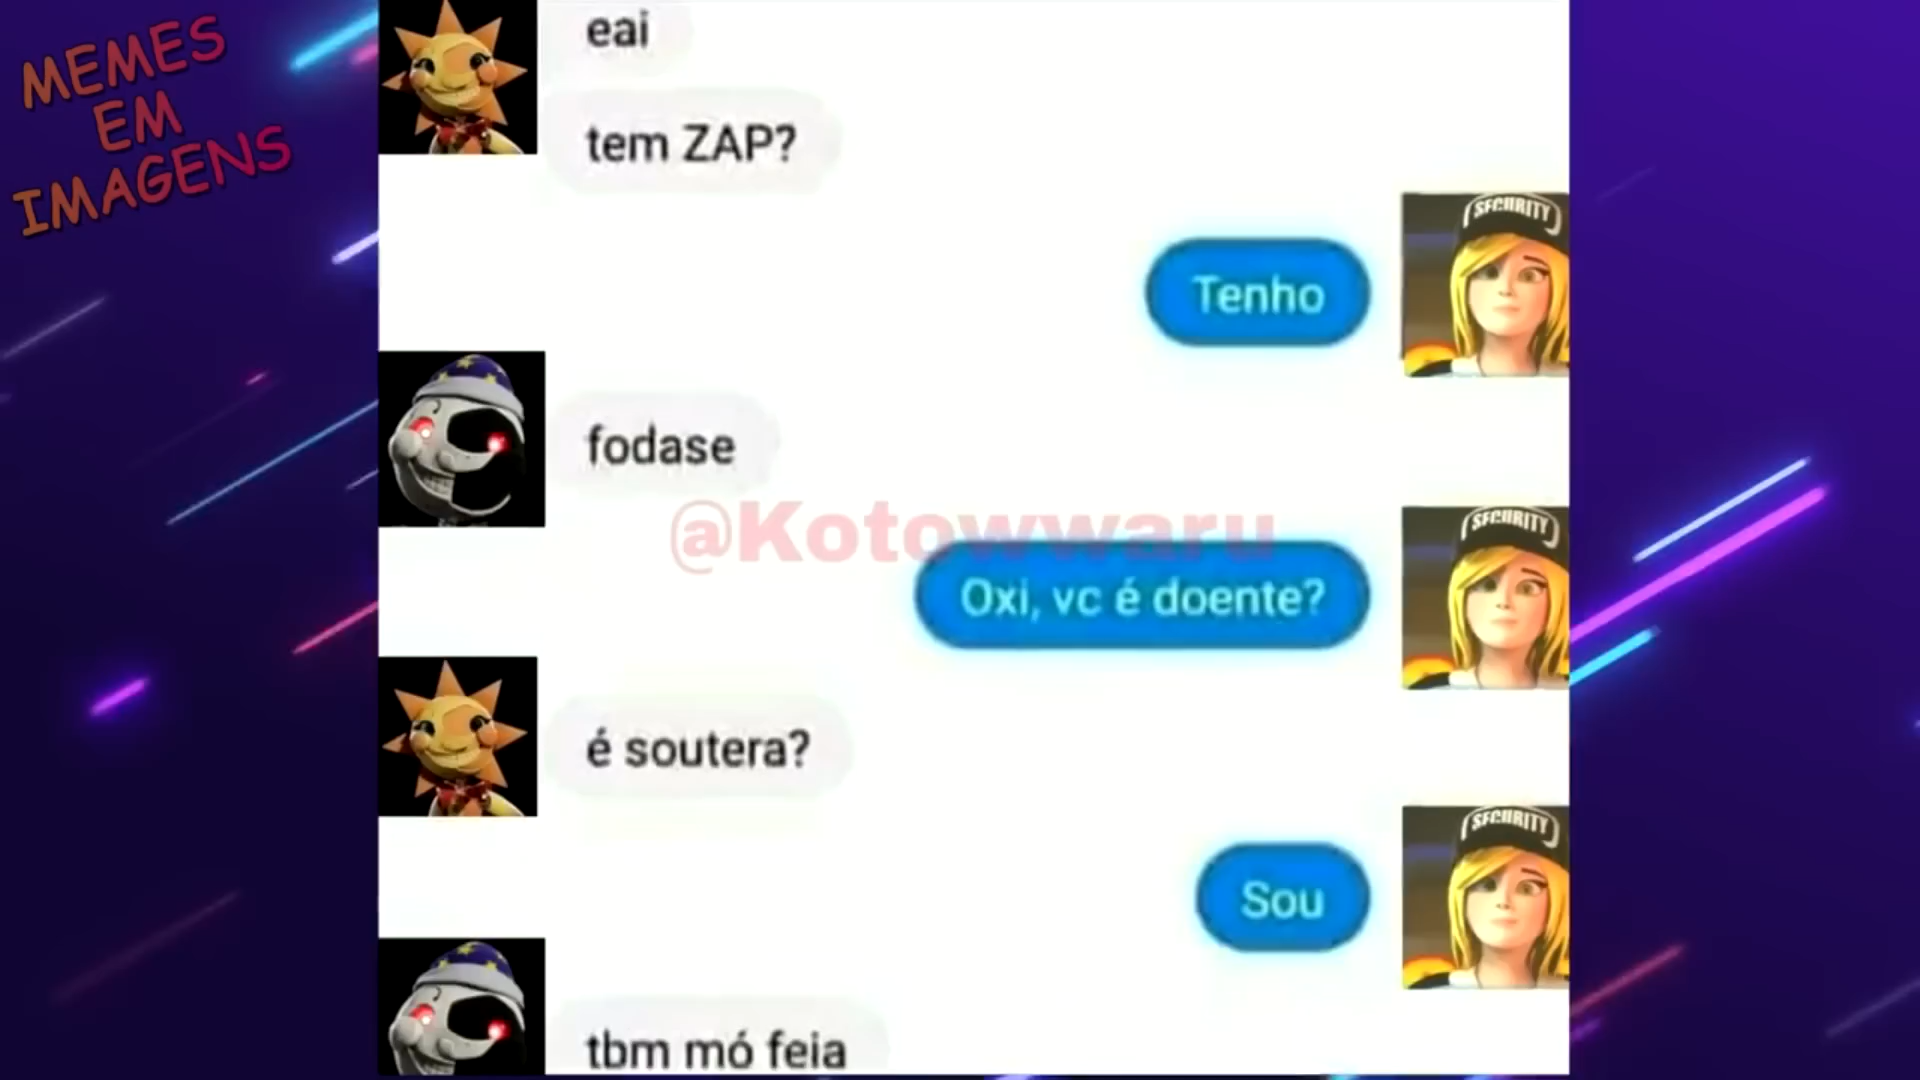 MEMES
EM
IMAGENS
eai
tem ZAP?
SECURITY
Tenho
fodase
@Kotowwaru
SECURITY
Oxi, vc é doente?
é soutera?
SECURITY
Sou
tbm mó feia